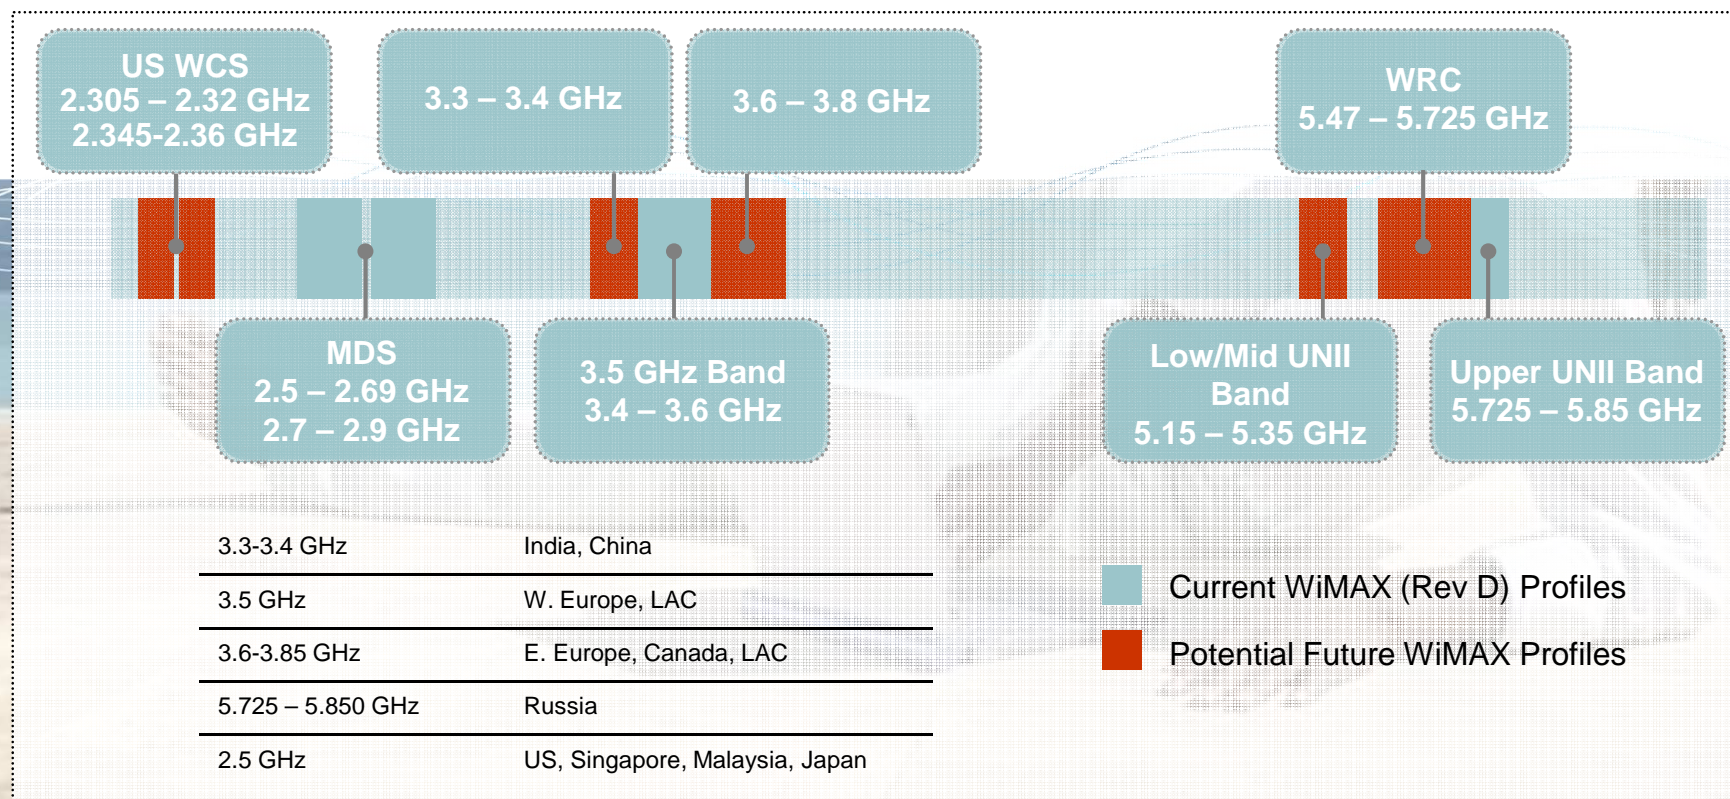 US WCS
2.305 – 2.32 GHz
2.345-2.36 GHz
3.3 – 3.4 GHz
3.6 – 3.8 GHz
WRC
5.47 – 5.725 GHz
MDS
2.5 – 2.69 GHz
2.7 – 2.9 GHz
3.5 GHz Band
3.4 – 3.6 GHz
Low/Mid UNII
Band
5.15 – 5.35 GHz
Upper UNII Band
5.725 – 5.85 GHz
3.3-3.4 GHz India, China
3.5 GHz W. Europe, LAC
3.6-3.85 GHz E. Europe, Canada, LAC
5.725 – 5.850 GHz Russia
2.5 GHz US, Singapore, Malaysia, Japan
Current WiMAX (Rev D) Profiles
Potential Future WiMAX Profiles